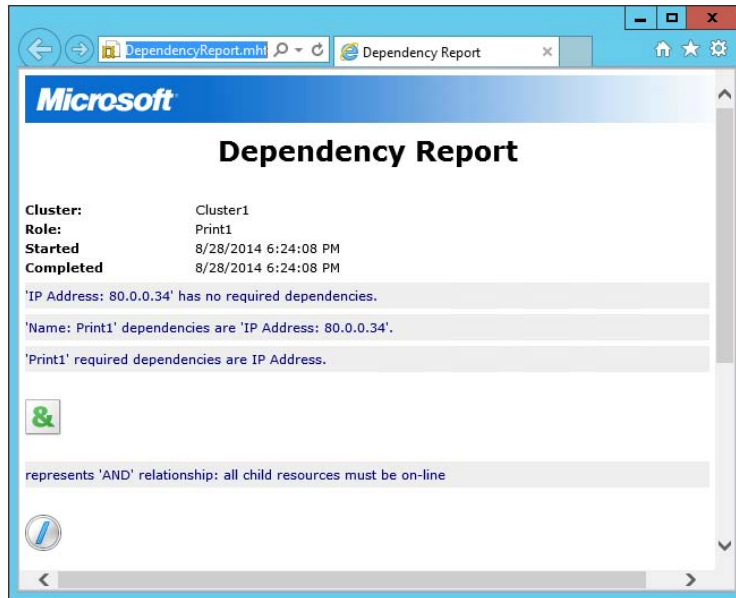 DependencyReport.mht
Dependency Report
Microsoft
Dependency Report
Cluster: Cluster1
Role: Print1
Started 8/28/2014 6:24:08 PM
Completed 8/28/2014 6:24:08 PM
'IP Address: 80.0.0.34' has no required dependencies.
'Name: Print1' dependencies are 'IP Address: 80.0.0.34'.
'Print1' required dependencies are IP Address.
&
represents 'AND' relationship: all child resources must be on-line